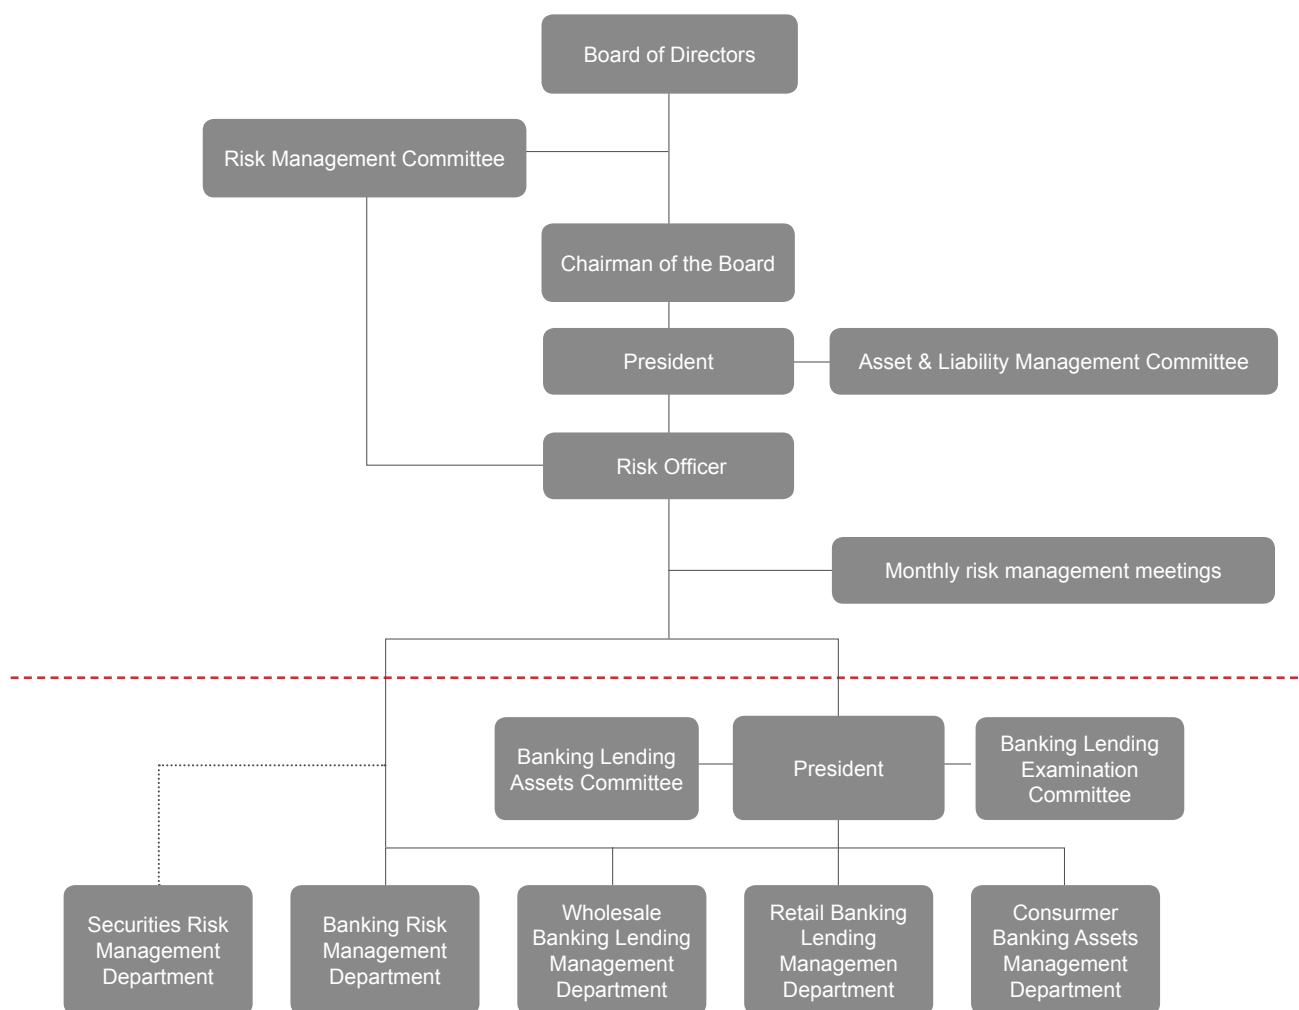 Board of Directors
Risk Management Committee
Chairman of the Board
President
Asset & Liability Management Committee
Risk Officer
Monthly risk management meetings
Banking Lending
Assets Committee
President
Banking Lending
Examination
Committee
Securities Risk
Management
Department
Banking Risk
Management
Department
Wholesale
Banking Lending
Management
Department
Retail Banking
Lending
Managemen
Department
Consurmer
Banking Assets
Management
Department